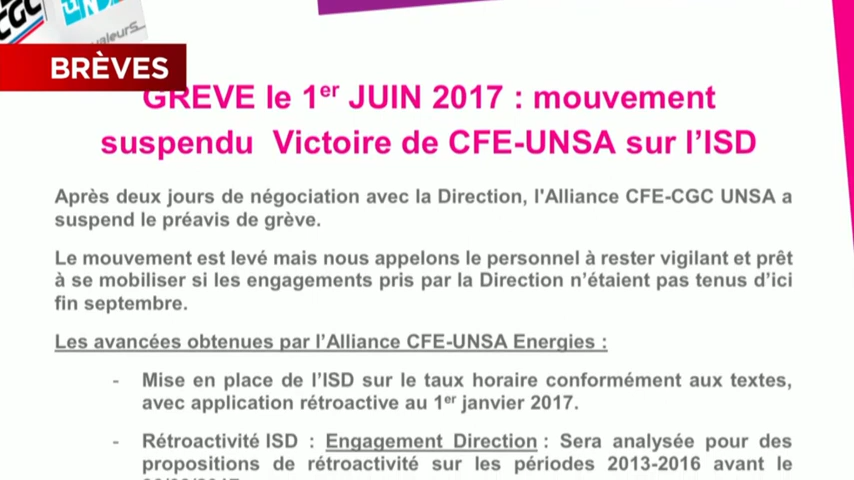 CGC
valeurs
BRÈVES
GREVE le 1er JUIN 2017 : mouvement
suspendu Victoire de CFE-UNSA sur l'ISD
Après deux jours de négociation avec la Direction, l'Alliance CFE-CGC UNSA a
suspend le préavis de grève.
Le mouvement est levé mais nous appelons le personnel à rester vigilant et prêt
à se mobiliser si les engagements pris par la Direction n'étaient pas tenus d'ici
fin septembre.
Les avancées obtenues par l'Alliance CFE-UNSA Energies :
- Mise en place de l'ISD sur le taux horaire conformément aux textes,
avec application rétroactive au 1er janvier 2017.
- Rétroactivité ISD : Engagement Direction : Sera analysée pour des
propositions de rétroactivité sur les périodes 2013-2016 avant le